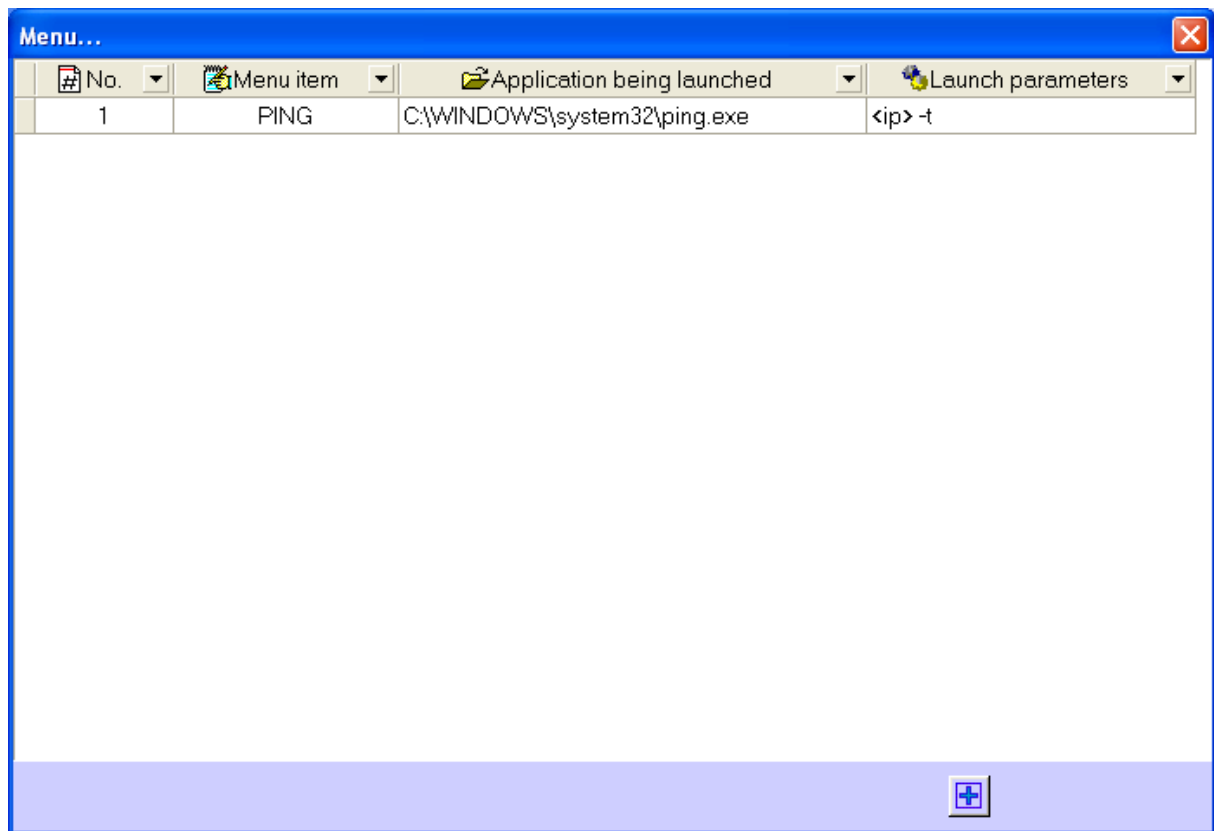 Menu...
No. Menu item Application being launched Launch parameters
1 PING C:\WINDOWS\system32\ping.exe <ip> -t